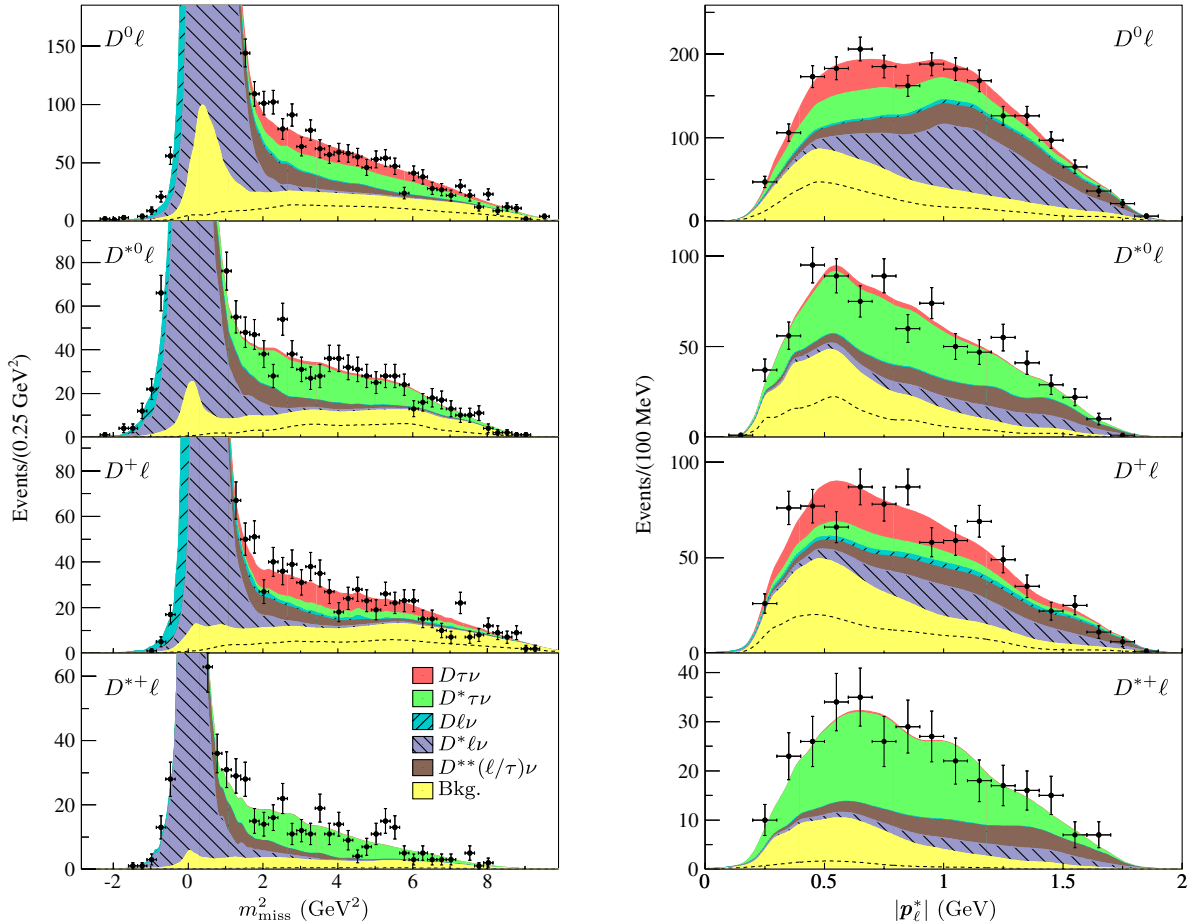 Events/(0.25 GeV²)
D⁰ℓ
150
100
50
0
D*⁰ℓ
80
60
40
20
0
D⁺ℓ
80
60
40
20
0
D*⁺ℓ
60
40
20
0
Dτν
D*τν
Dℓν
D*ℓν
D**(ℓ/τ)ν
Bkg.
-2 0 2 4 6 8
m²miss (GeV²)
Events/(100 MeV)
D⁰ℓ
200
100
0
D*⁰ℓ
100
50
0
D⁺ℓ
100
50
0
D*⁺ℓ
40
30
20
10
0
0 0.5 1 1.5 2
|p*ℓ| (GeV)